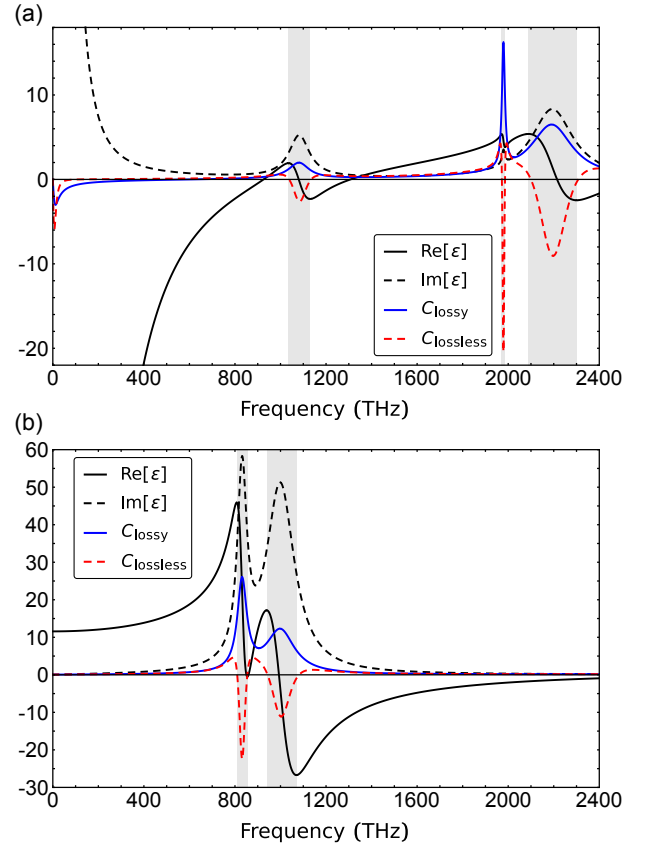 (a)
10
0
-10
-20
Re[ε]
Im[ε]
C_lossy
C_lossless
0 400 800 1200 1600 2000 2400
Frequency (THz)
(b)
60
50
40
30
20
10
0
-10
-20
-30
Re[ε]
Im[ε]
C_lossy
C_lossless
0 400 800 1200 1600 2000 2400
Frequency (THz)